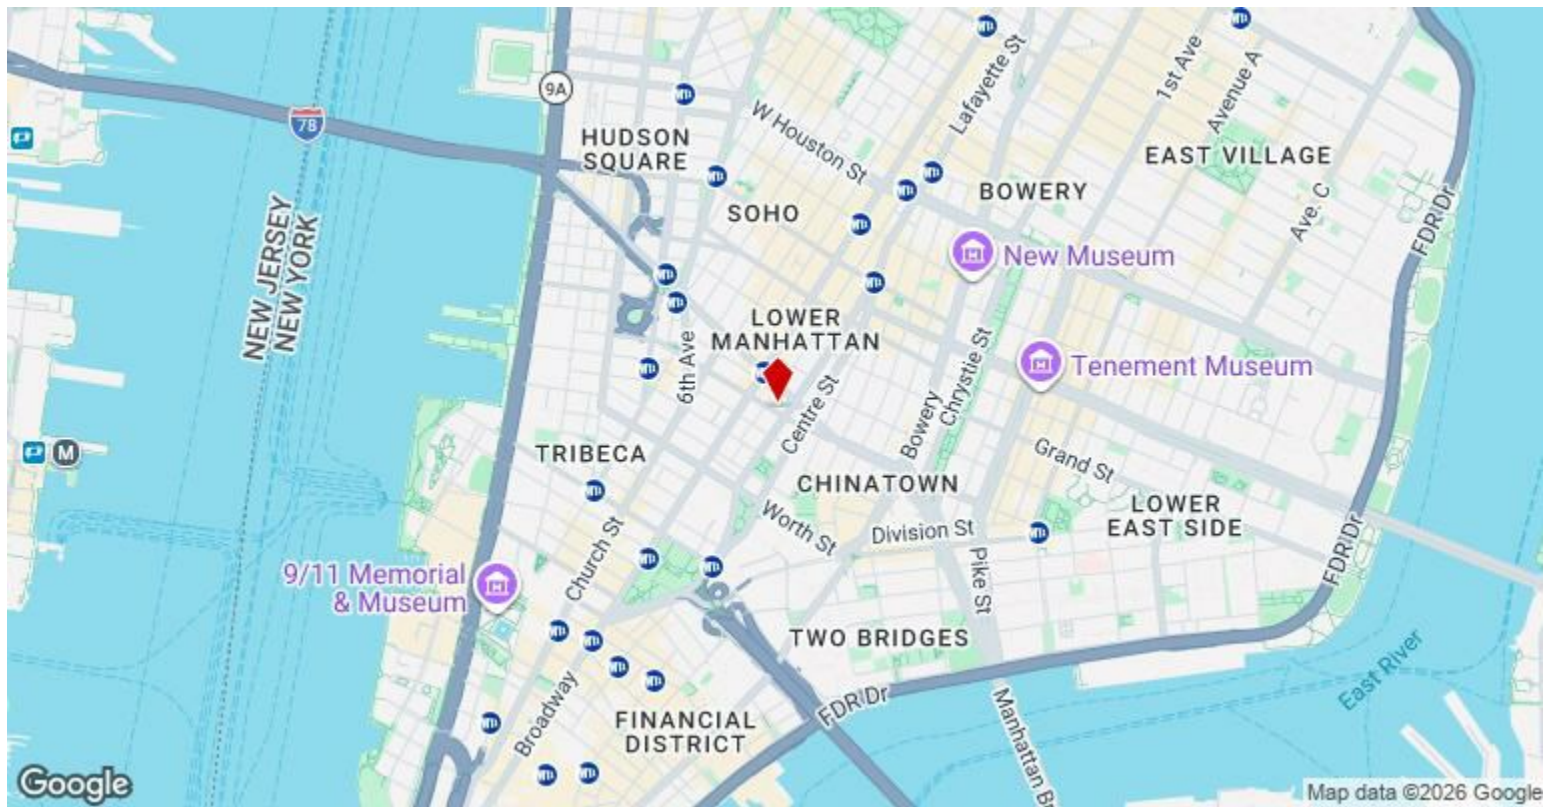 9A
Lafayette St
1st Ave
Avenue A
78
W Houston St
HUDSON
SQUARE
EAST VILLAGE
BOWERY
SOHO
Ave. C
FDR Dr
NEW JERSEY
NEW YORK
New Museum
LOWER
MANHATTAN
6th Ave
Chrystie St
Tenement Museum
Centre St
Bowery
TRIBECA
M
Grand St
CHINATOWN
LOWER
EAST SIDE
Worth St
Division St
FDR Dr
Church St
Pike St
9/11 Memorial
& Museum
TWO BRIDGES
East River
FDR Dr
Manhattan Br
Broadway
FINANCIAL
DISTRICT
Google
Map data ©2026 Google